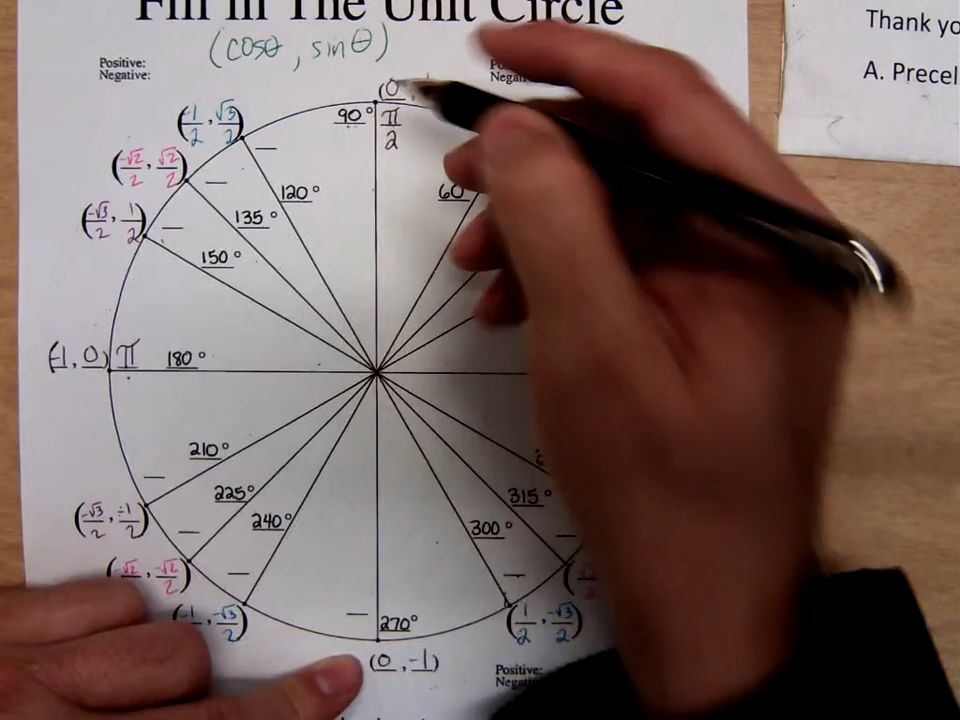 Fill In The Unit Circle
Thank yo
A. Precel
(cosθ, sinθ)
Positive:
Negative:
(0,
90° π/2
(-1/2, √3/2)
120°
60
(-√2/2, √2/2)
135°
(-√3/2, 1/2)
150°
(-1, 0) π 180°
210°
(-√3/2, -1/2)
225°
315°
240°
300°
(-√2/2, -√2/2)
(-1/2, -√3/2)
270°
(1/2, -√3/2)
(0, -1)
Positive: